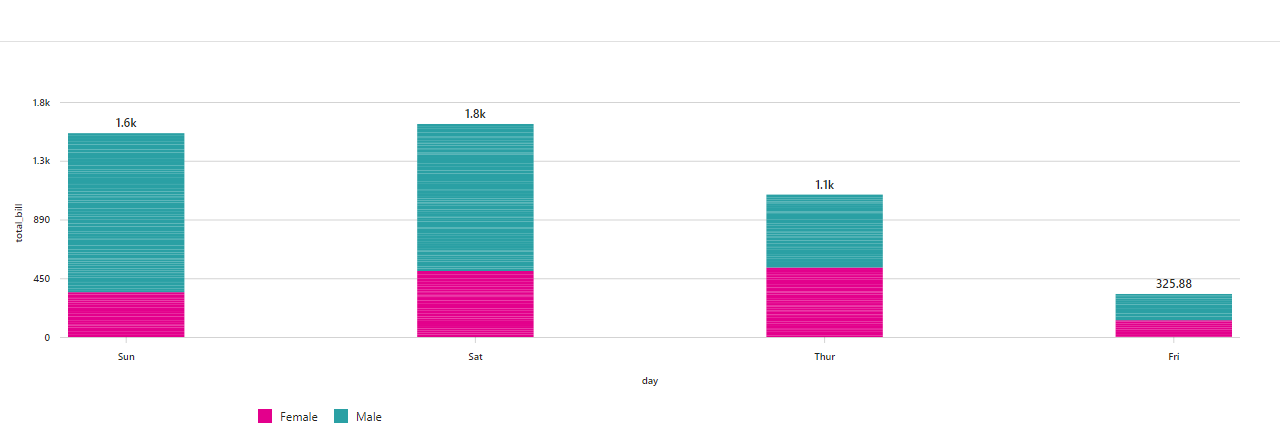 1.8k
1.3k
890
450
0
total_bill
1.6k
1.8k
1.1k
325.88
Sun Sat Thur Fri
day
Female Male